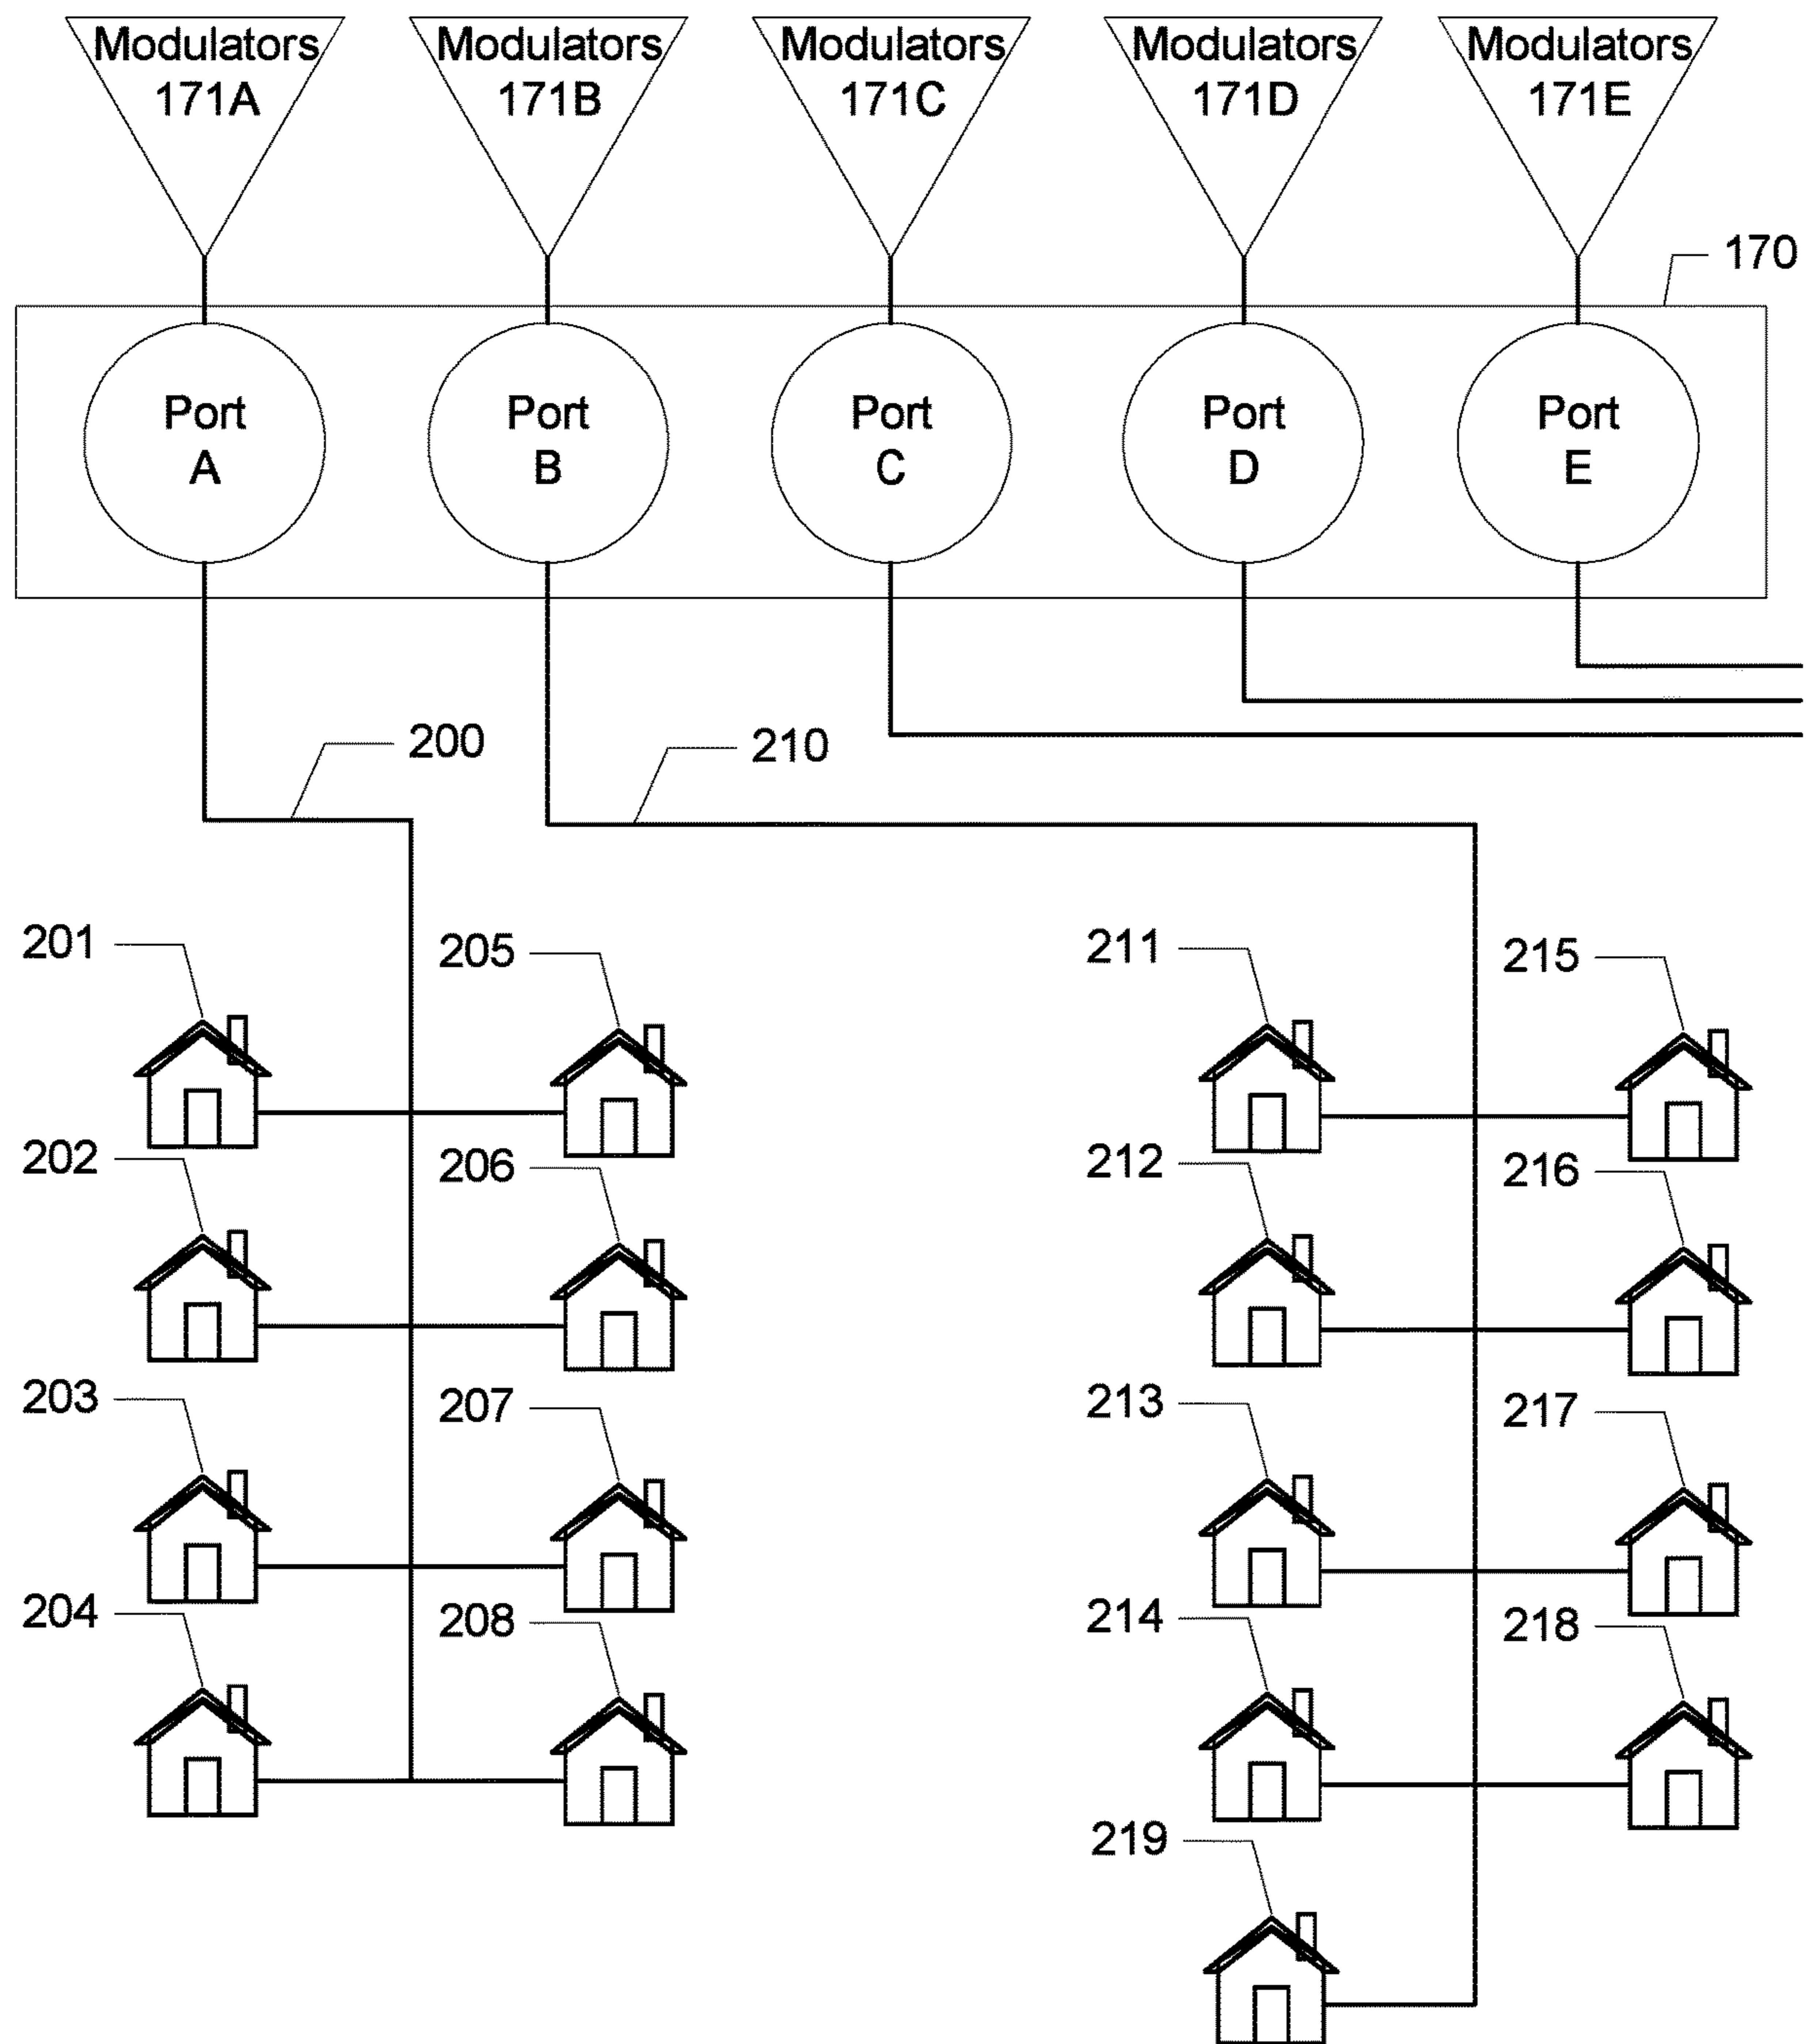 Modulators
171A
Modulators
171B
Modulators
171C
Modulators
171D
Modulators
171E
170
Port
A
Port
B
Port
C
Port
D
Port
E
200
210
201
205
211
215
202
206
212
216
203
207
213
217
204
208
214
218
219